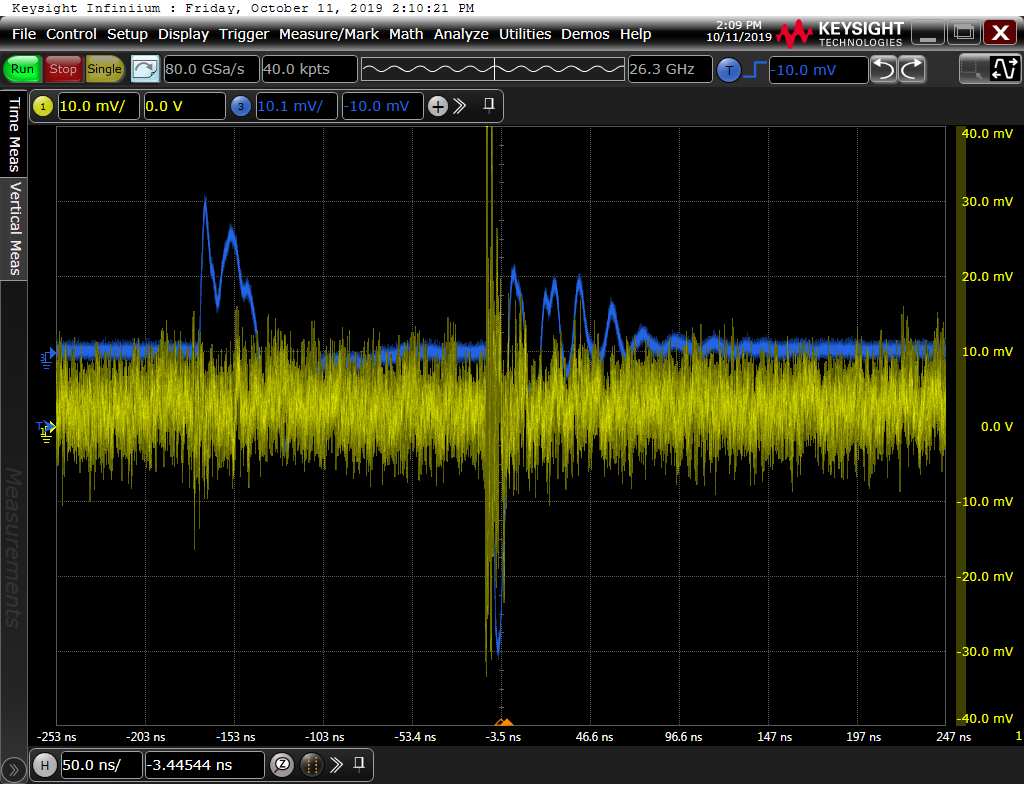 Keysight Infiniium : Friday, October 11, 2019 2:10:21 PM
File Control Setup Display Trigger Measure/Mark Math Analyze Utilities Demos Help
2:09 PM
10/11/2019
KEYSIGHT
TECHNOLOGIES
X
Run Stop Single 80.0 GSa/s 40.0 kpts 26.3 GHz T -10.0 mV
1 10.0 mV/ 0.0 V 3 10.1 mV/ -10.0 mV +
Time Meas
Vertical Meas
Measurements
40.0 mV
30.0 mV
20.0 mV
10.0 mV
0.0 V
-10.0 mV
-20.0 mV
-30.0 mV
-40.0 mV
T
-253 ns -203 ns -153 ns -103 ns -53.4 ns -3.5 ns 46.6 ns 96.6 ns 147 ns 197 ns 247 ns 1
H 50.0 ns/ -3.44544 ns Z